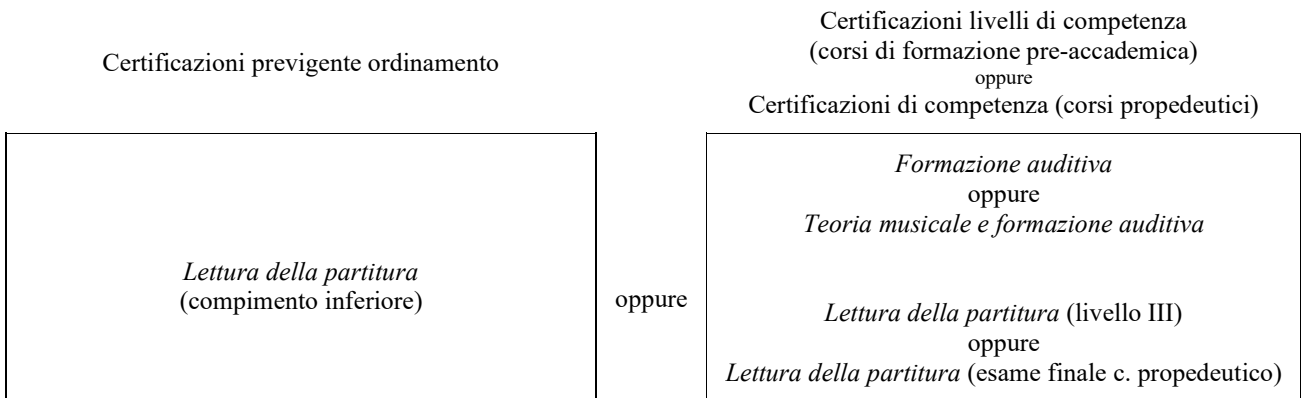 Certificazioni previgente ordinamento
Certificazioni livelli di competenza
(corsi di formazione pre-accademica)
oppure
Certificazioni di competenza (corsi propedeutici)
Lettura della partitura
(compimento inferiore)
oppure
Formazione auditiva
oppure
Teoria musicale e formazione auditiva
Lettura della partitura (livello III)
oppure
Lettura della partitura (esame finale c. propedeutico)